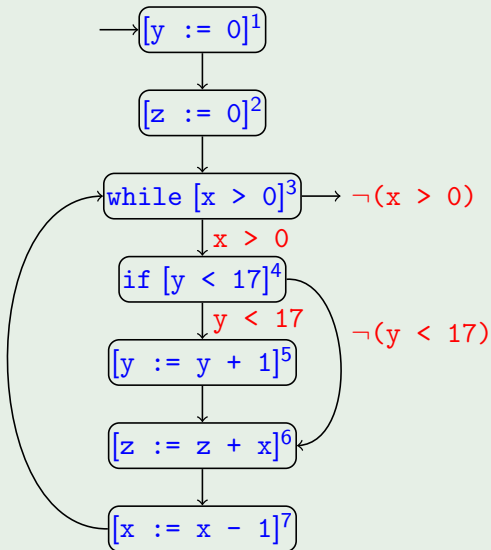 [y := 0]¹
[z := 0]²
while [x > 0]³ ¬(x > 0)
x > 0
if [y < 17]⁴
y < 17
¬(y < 17)
[y := y + 1]⁵
[z := z + x]⁶
[x := x - 1]⁷